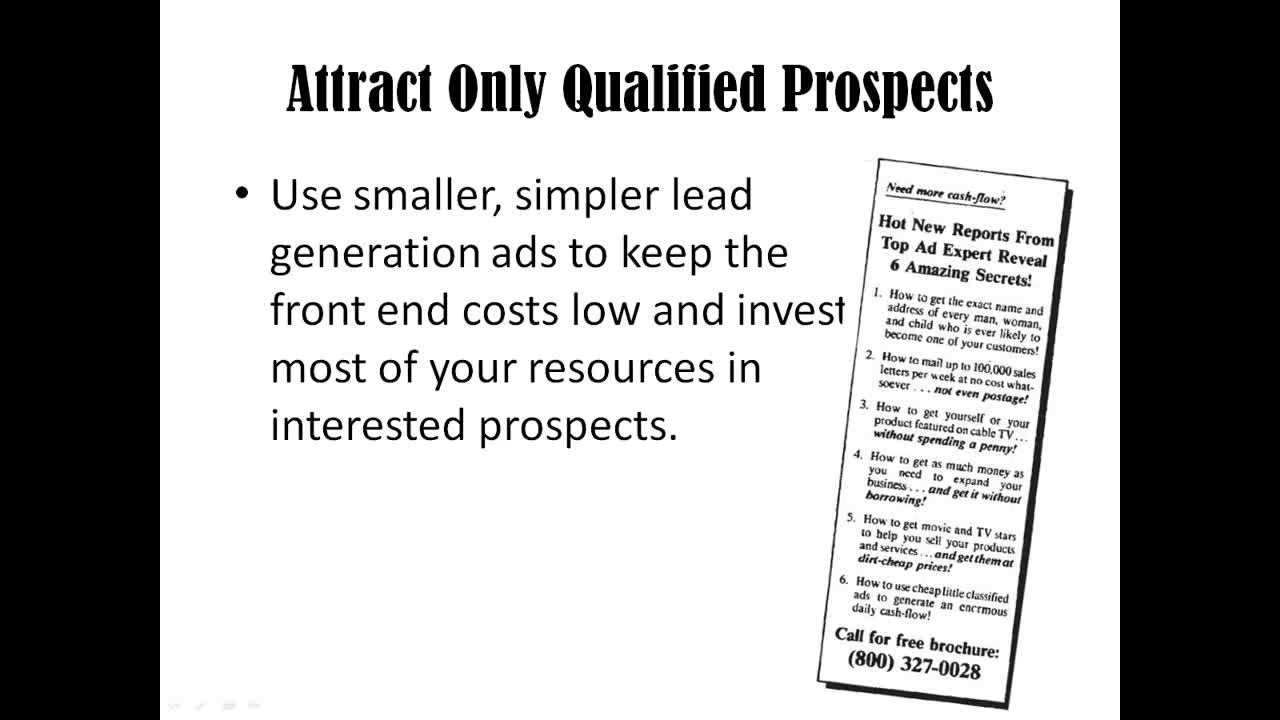 Attract Only Qualified Prospects
• Use smaller, simpler lead
generation ads to keep the
front end costs low and invest
most of your resources in
interested prospects.
Need more cash-flow?
Hot New Reports From
Top Ad Expert Reveal
6 Amazing Secrets!
1. How to get the exact name and
address of every man, woman,
and child who is ever likely to
become one of your customers!
2. How to mail up to 100,000 sales
letters per week at no cost what-
soever . . . not even postage!
3. How to get yourself or your
product featured on cable TV . . .
without spending a penny!
4. How to get as much money as
you need to expand your
business . . . and get it without
borrowing!
5. How to get movie and TV stars
to help you sell your products
and services . . . and get them at
dirt-cheap prices!
6. How to use cheap little classified
ads to generate an enormous
daily cash-flow!
Call for free brochure:
(800) 327-0028